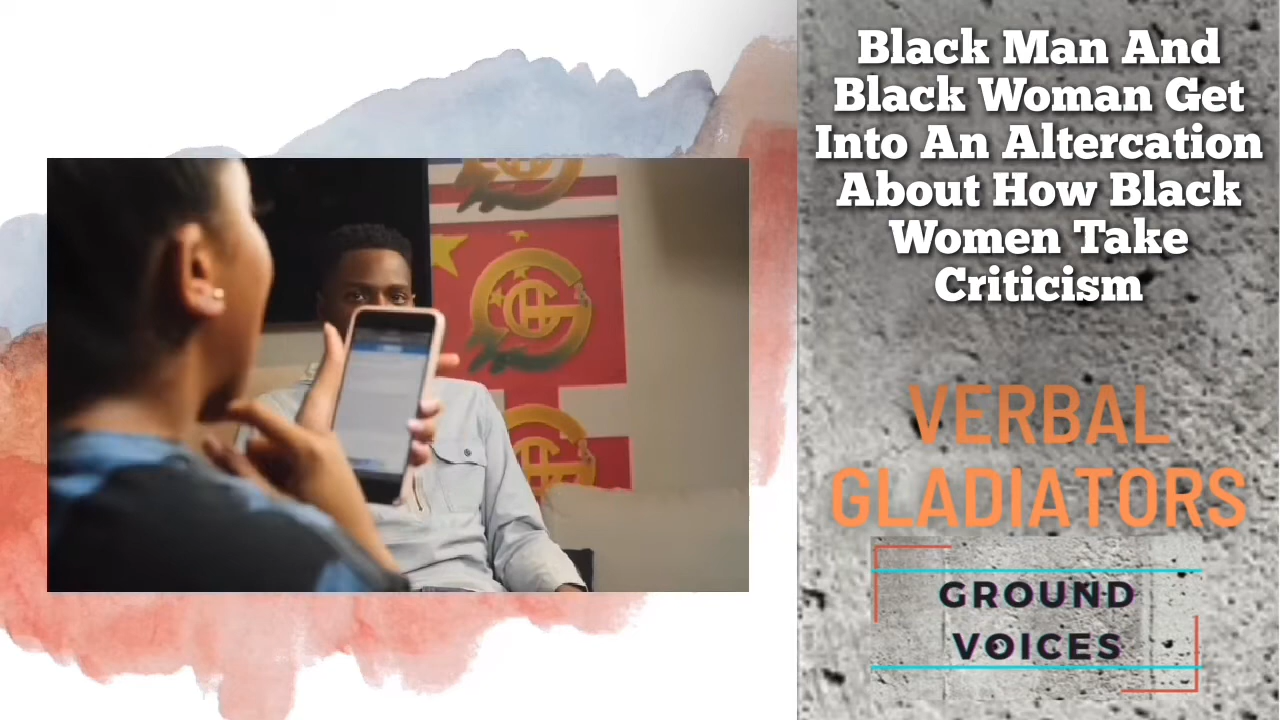 Black Man And
Black Woman Get
Into An Altercation
About How Black
Women Take
Criticism
VERBAL
GLADIATORS
GROUND
VOICES